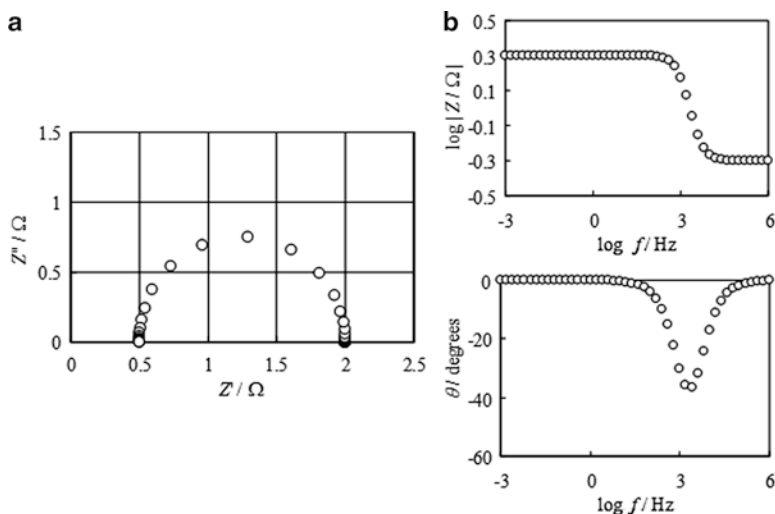 a
1.5
1
0.5
0
0 0.5 1 1.5 2 2.5
Z'' / Ω
Z' / Ω
b
0.5
0.3
0.1
-0.1
-0.3
-0.5
-3 0 3 6
log | Z / Ω |
log f / Hz
0
-20
-40
-60
-3 0 3 6
θ / degrees
log f / Hz